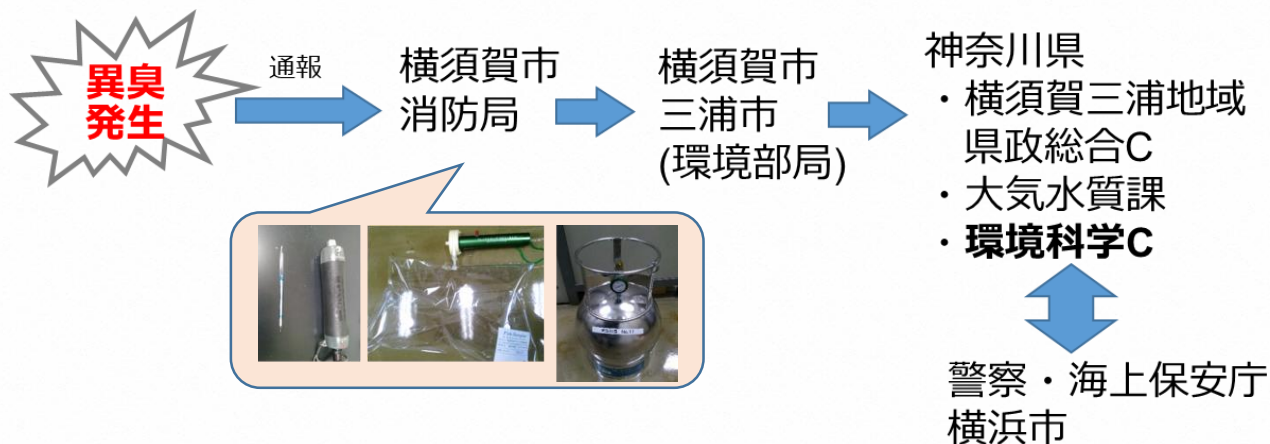 異臭
発生
通報
横須賀市
消防局
横須賀市
三浦市
(環境部局)
神奈川県
・横須賀三浦地域
県政総合C
・大気水質課
・環境科学C
警察・海上保安庁
横浜市